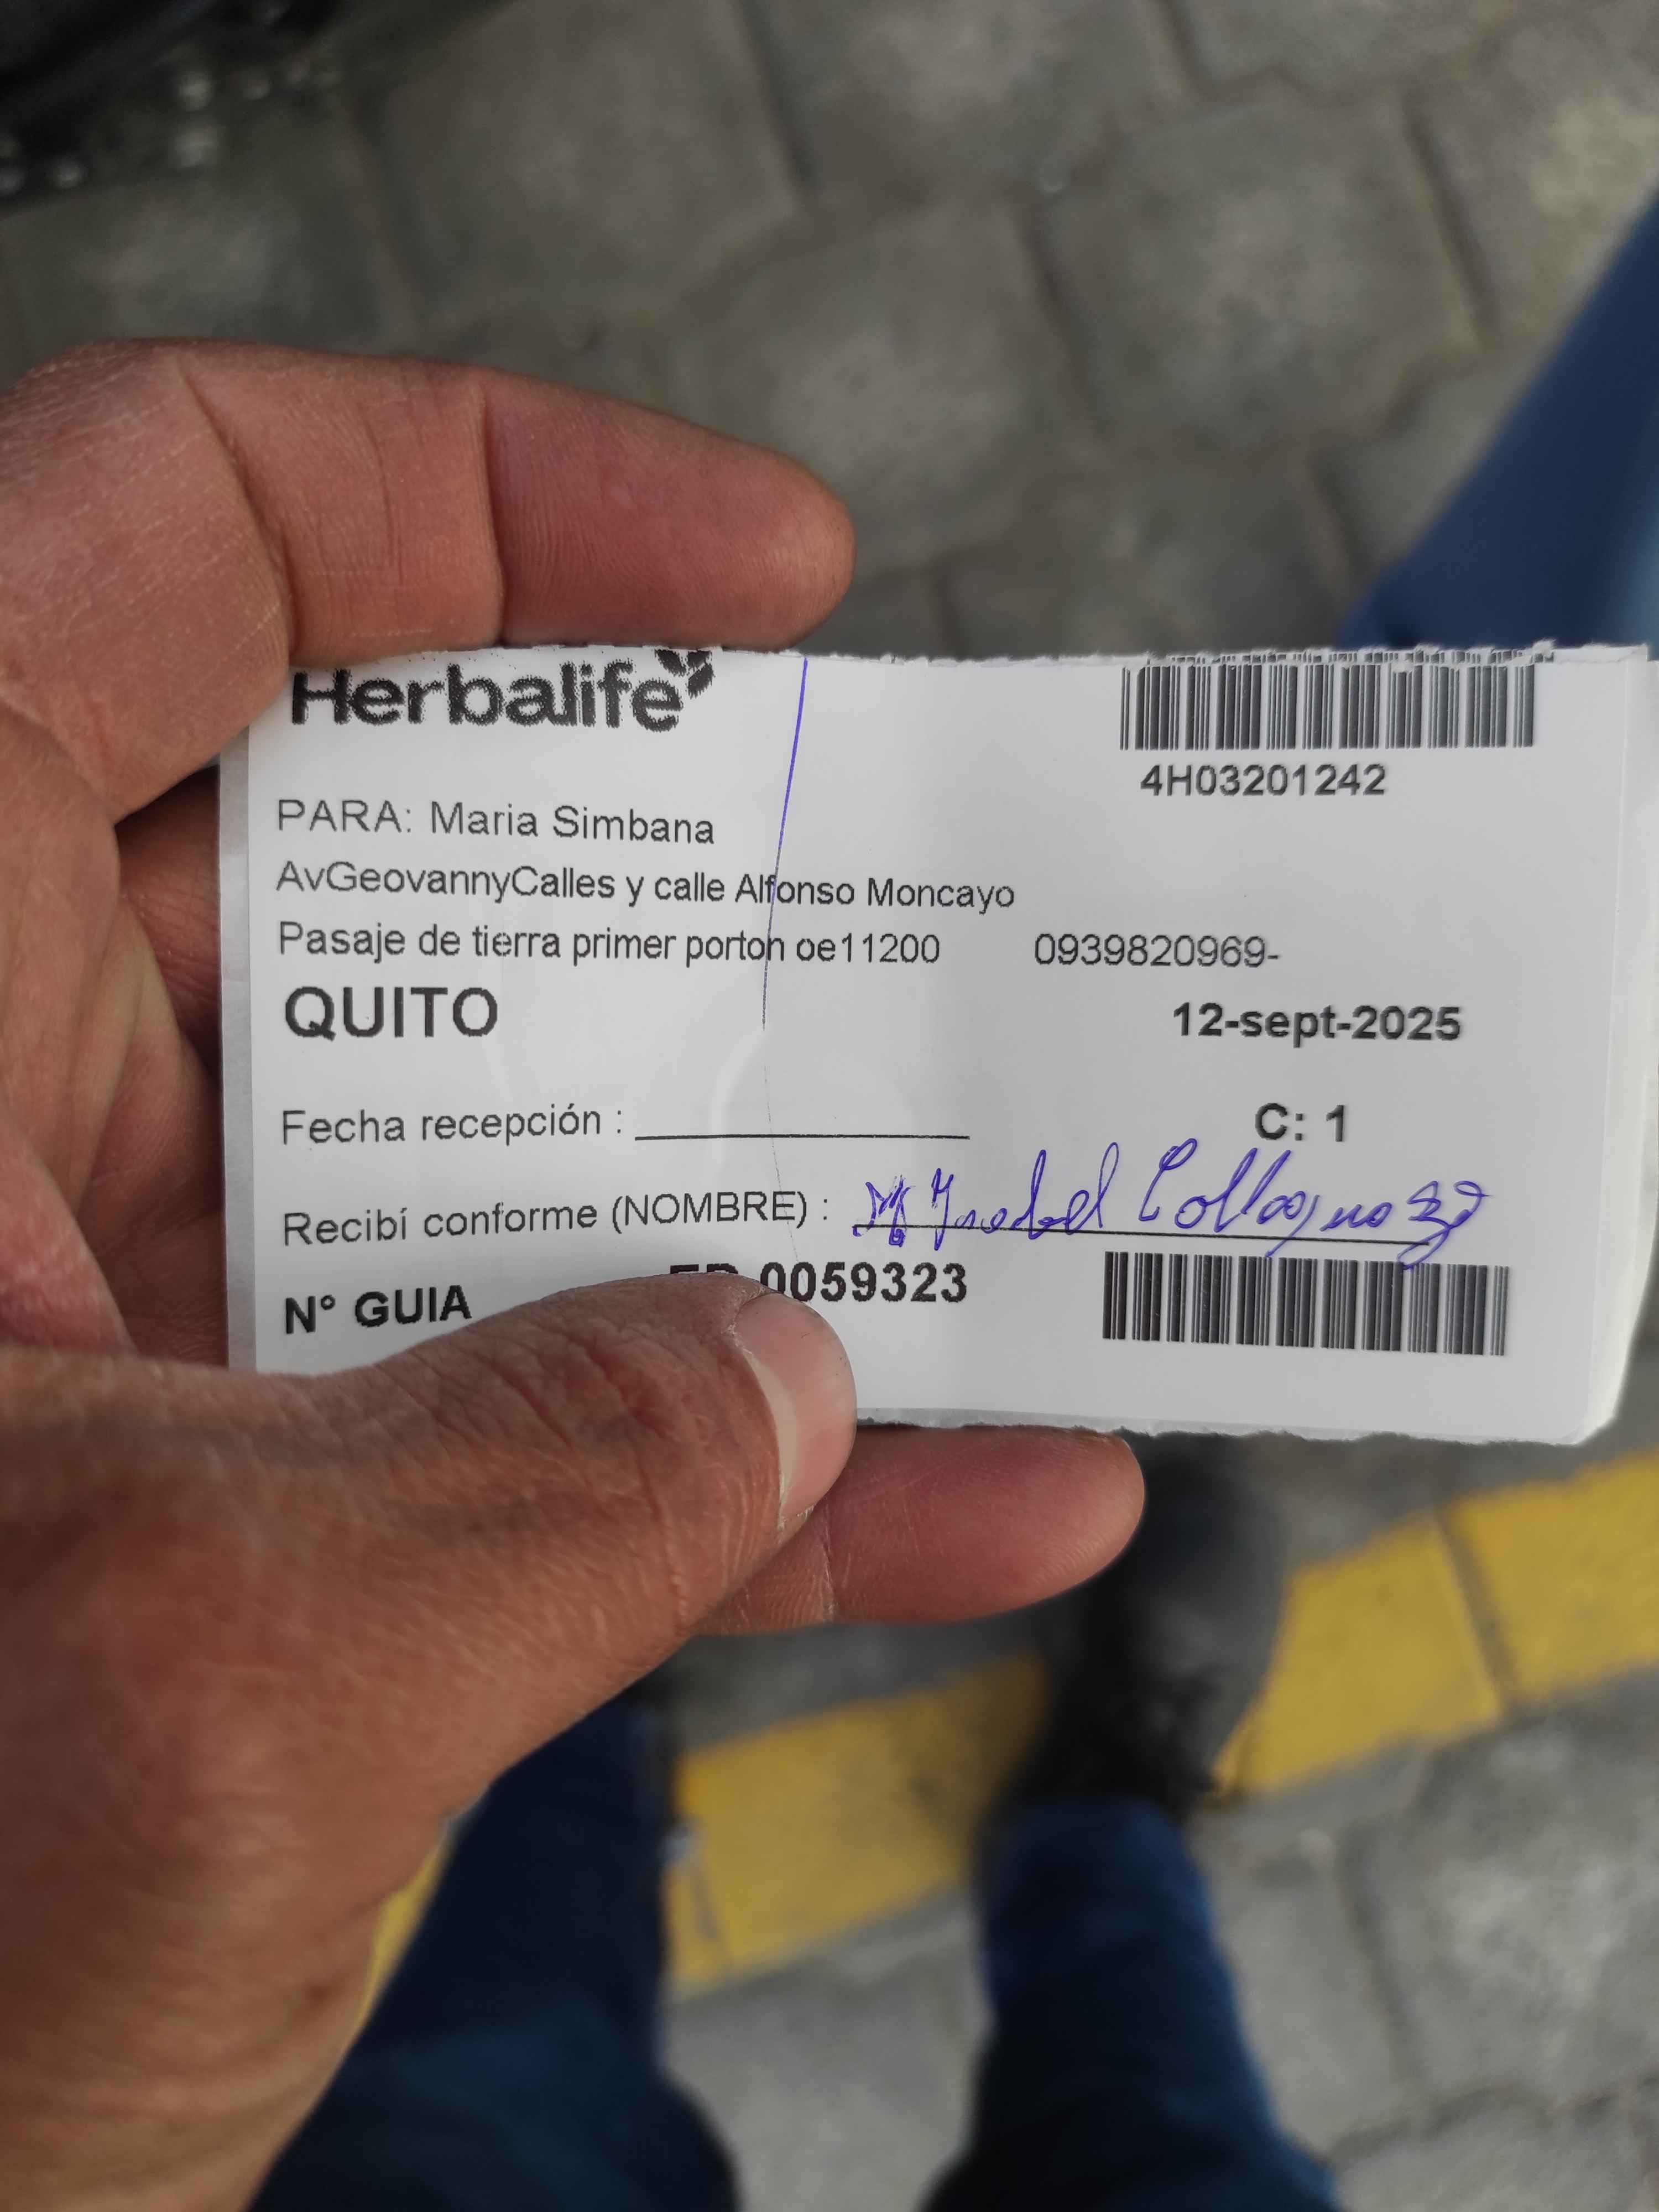 Herbalife
4H03201242
PARA: Maria Simbana
AvGeovannyCalles y calle Alfonso Moncayo
Pasaje de tierra primer porton oe11200 0939820969-
QUITO
12-sept-2025
Fecha recepción :
C: 1
Recibí conforme (NOMBRE) : M Ysabel
N° GUIA 0059323